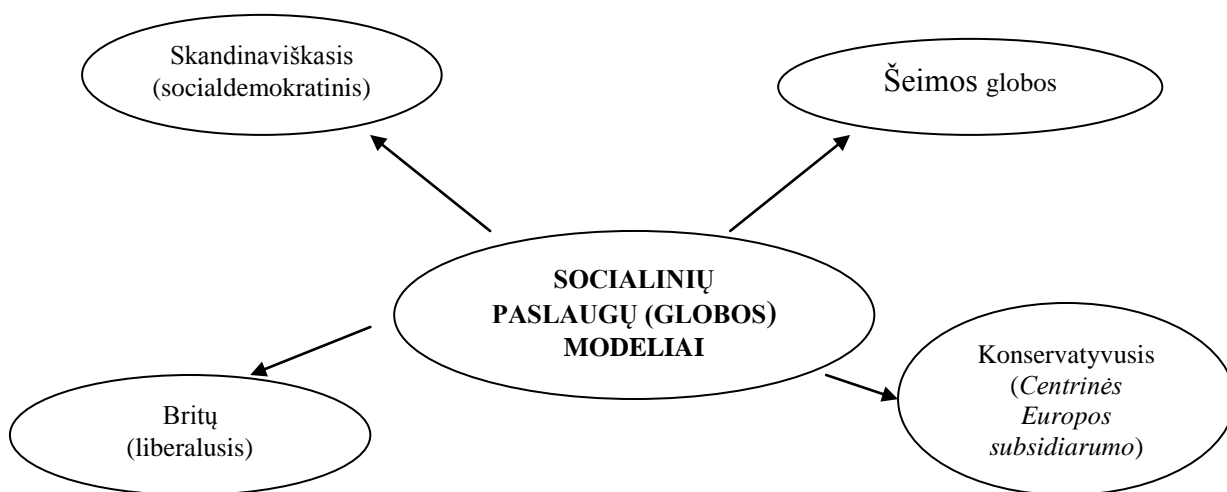 Skandinaviškasis
(socialdemokratinis)
Šeimos globos
SOCIALINIŲ
PASLAUGŲ (GLOBOS)
MODELIAI
Britų
(liberalusis)
Konservatyvusis
(Centrinės
Europos
subsidiarumo)